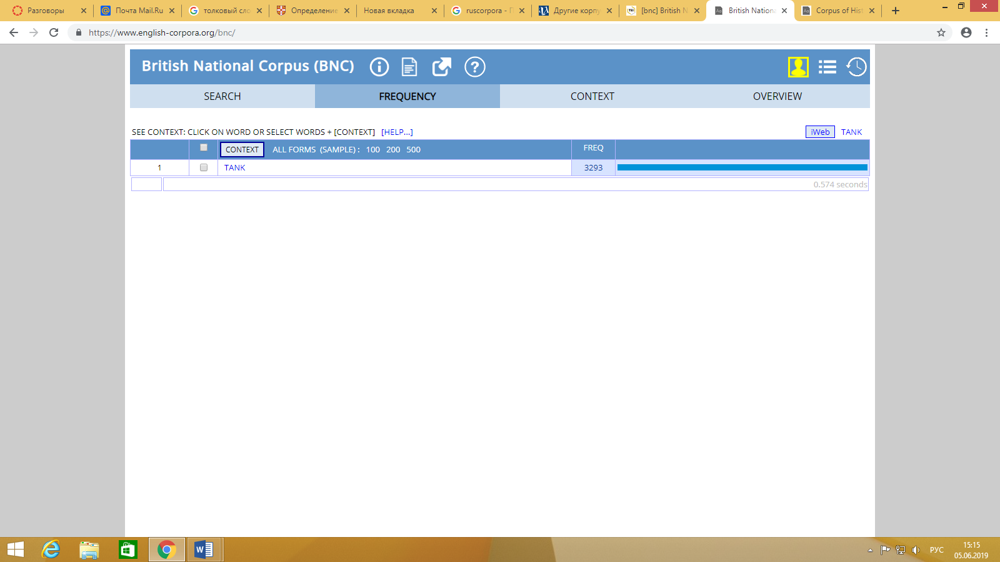 Разговоры
Почта Mail.Ru
толковый сло
Определение
Новая вкладка
ruscorpora - П
Другие корпу
[bnc] British N
British Nationa
Corpus of Hist
https://www.english-corpora.org/bnc/
British National Corpus (BNC)
SEARCH FREQUENCY CONTEXT OVERVIEW
SEE CONTEXT: CLICK ON WORD OR SELECT WORDS + [CONTEXT] [HELP...] iWeb TANK
CONTEXT ALL FORMS (SAMPLE) : 100 200 500 FREQ
1 TANK 3293
0.574 seconds
РУС
15:15
05.06.2019